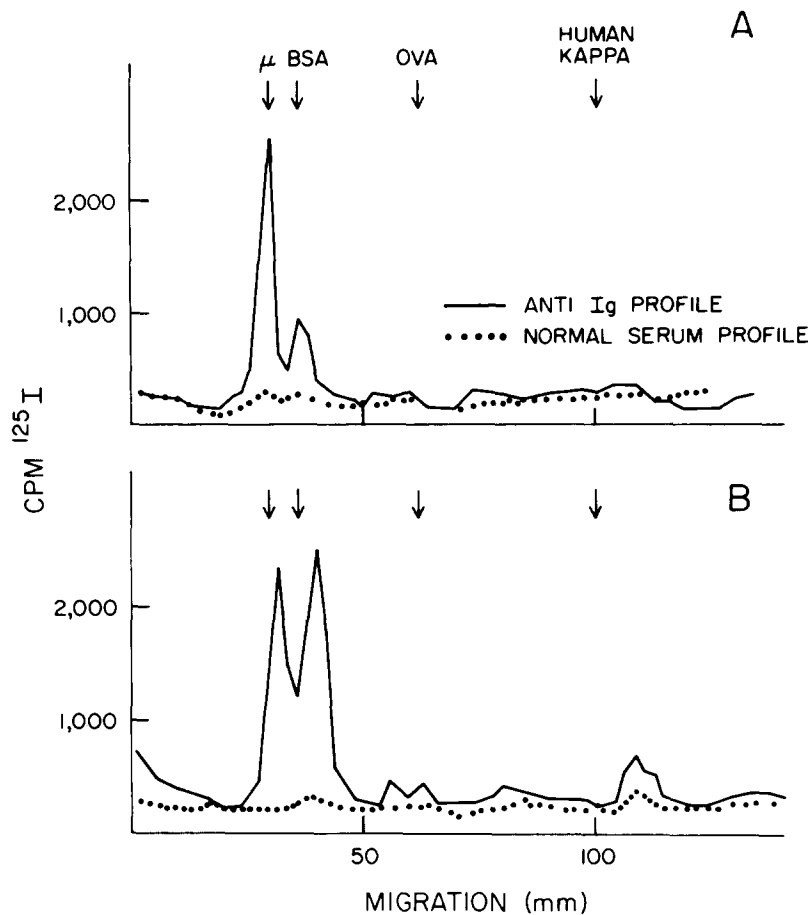 A
HUMAN
KAPPA
μ BSA OVA
2,000
1,000
ANTI Ig PROFILE
NORMAL SERUM PROFILE
CPM ¹²⁵I
B
2,000
1,000
50 100
MIGRATION (mm)